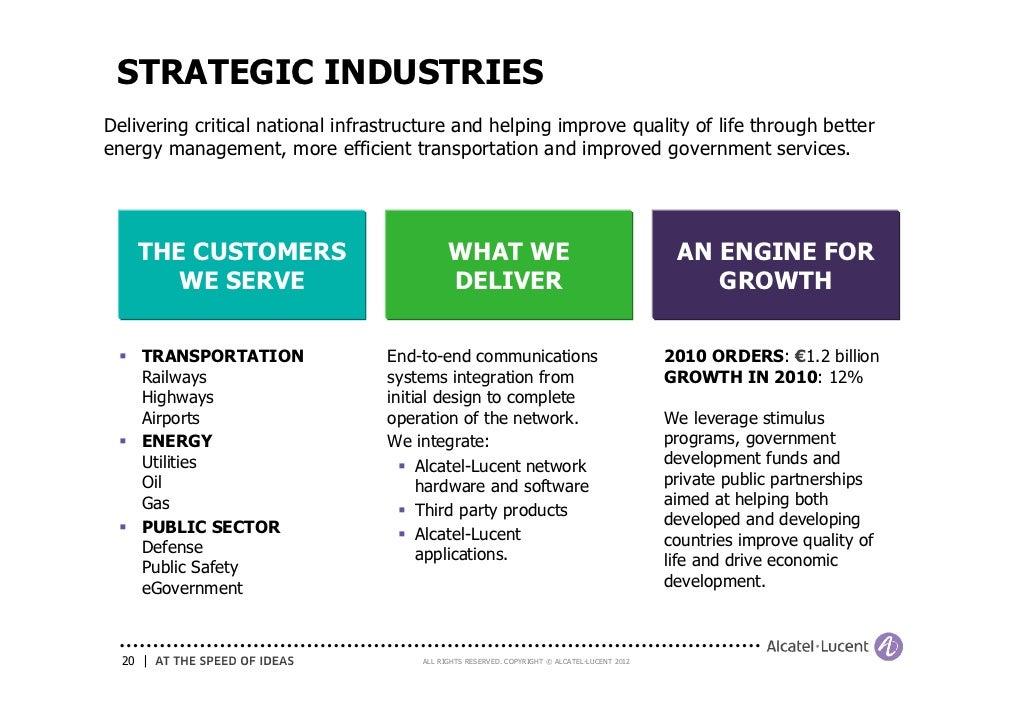 STRATEGIC INDUSTRIES
Delivering critical national infrastructure and helping improve quality of life through better
energy management, more efficient transportation and improved government services.
THE CUSTOMERS
WE SERVE
▪ TRANSPORTATION
Railways
Highways
Airports
▪ ENERGY
Utilities
Oil
Gas
▪ PUBLIC SECTOR
Defense
Public Safety
eGovernment
WHAT WE
DELIVER
End-to-end communications
systems integration from
initial design to complete
operation of the network.
We integrate:
▪ Alcatel-Lucent network
hardware and software
▪ Third party products
▪ Alcatel-Lucent
applications.
AN ENGINE FOR
GROWTH
2010 ORDERS: €1.2 billion
GROWTH IN 2010: 12%
We leverage stimulus
programs, government
development funds and
private public partnerships
aimed at helping both
developed and developing
countries improve quality of
life and drive economic
development.
20 | AT THE SPEED OF IDEAS
ALL RIGHTS RESERVED. COPYRIGHT © ALCATEL-LUCENT 2012
Alcatel·Lucent